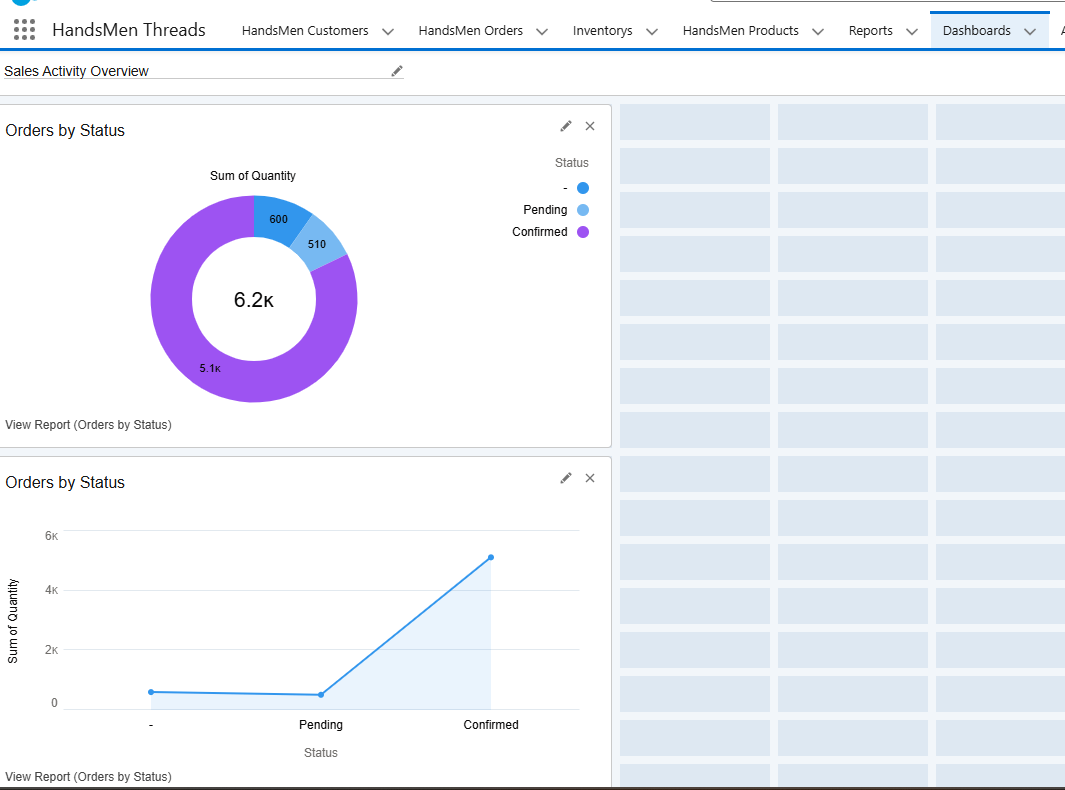 HandsMen Threads
HandsMen Customers
HandsMen Orders
Inventorys
HandsMen Products
Reports
Dashboards
Sales Activity Overview
Orders by Status
Sum of Quantity
Status
-
Pending
Confirmed
600
510
6.2K
5.1K
View Report (Orders by Status)
Orders by Status
6K
4K
2K
0
Sum of Quantity
-
Pending
Confirmed
Status
View Report (Orders by Status)